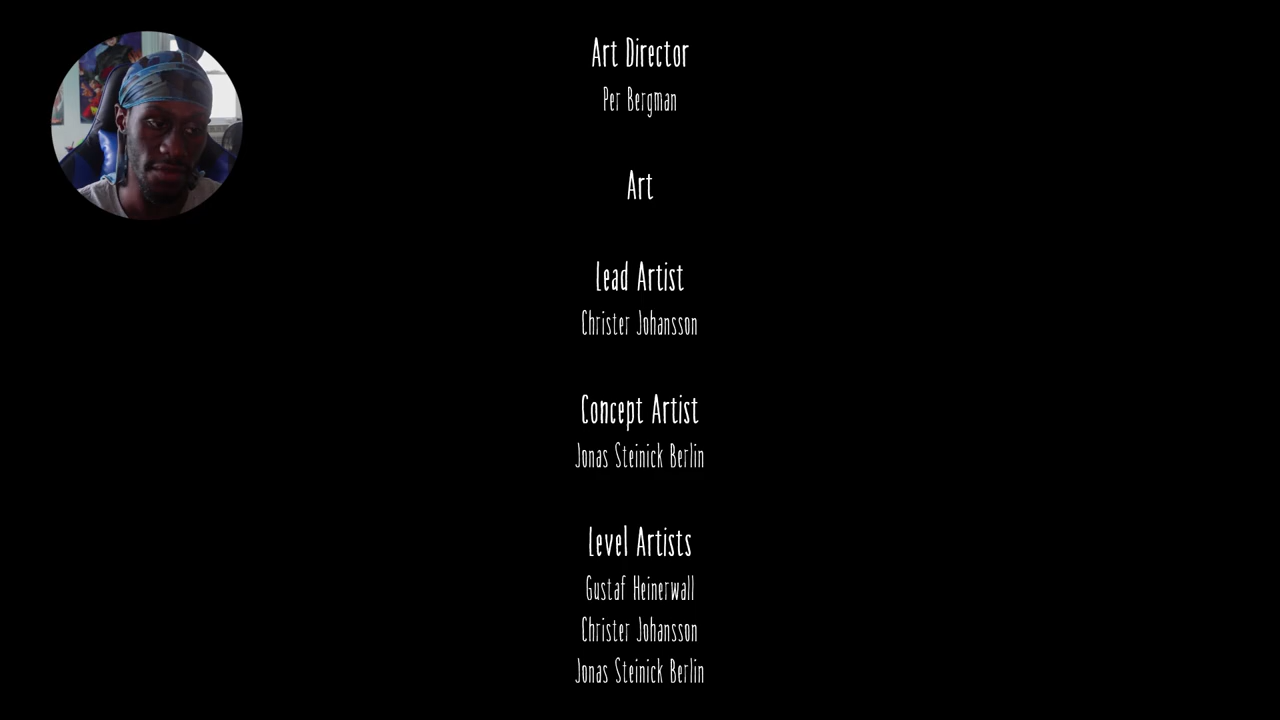 Art Director
Per Bergman
Art
Lead Artist
Christer Johansson
Concept Artist
Jonas Steinick Berlin
Level Artists
Gustaf Heinerwall
Christer Johansson
Jonas Steinick Berlin